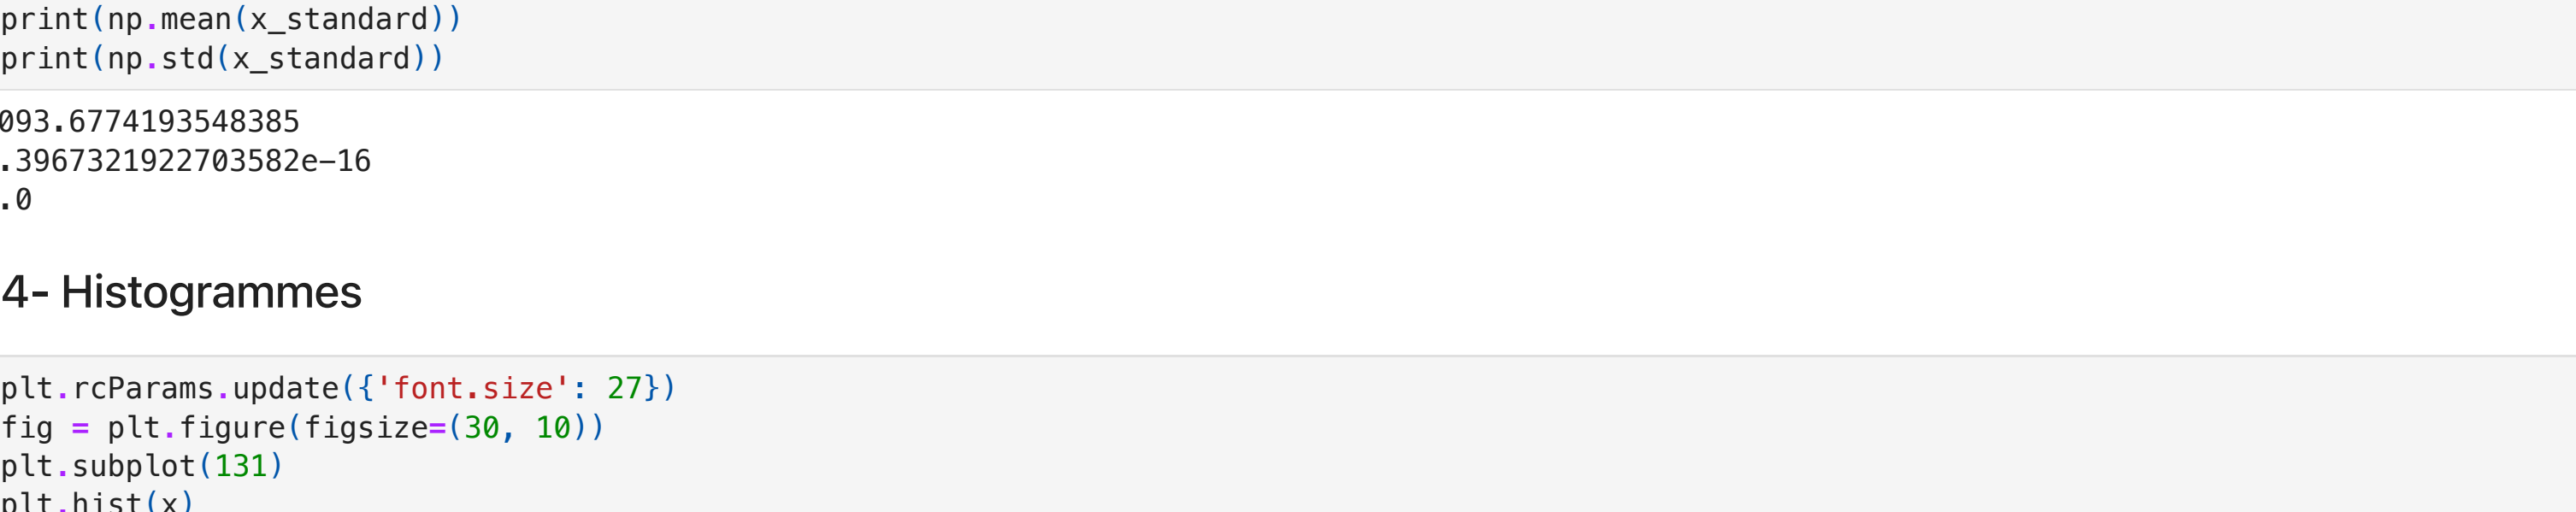 print(np.mean(x_standard))
print(np.std(x_standard))
093.6774193548385
.3967321922703582e-16
.0
4- Histogrammes
plt.rcParams.update({'font.size': 27})
fig = plt.figure(figsize=(30, 10))
plt.subplot(131)
plt.hist(x)